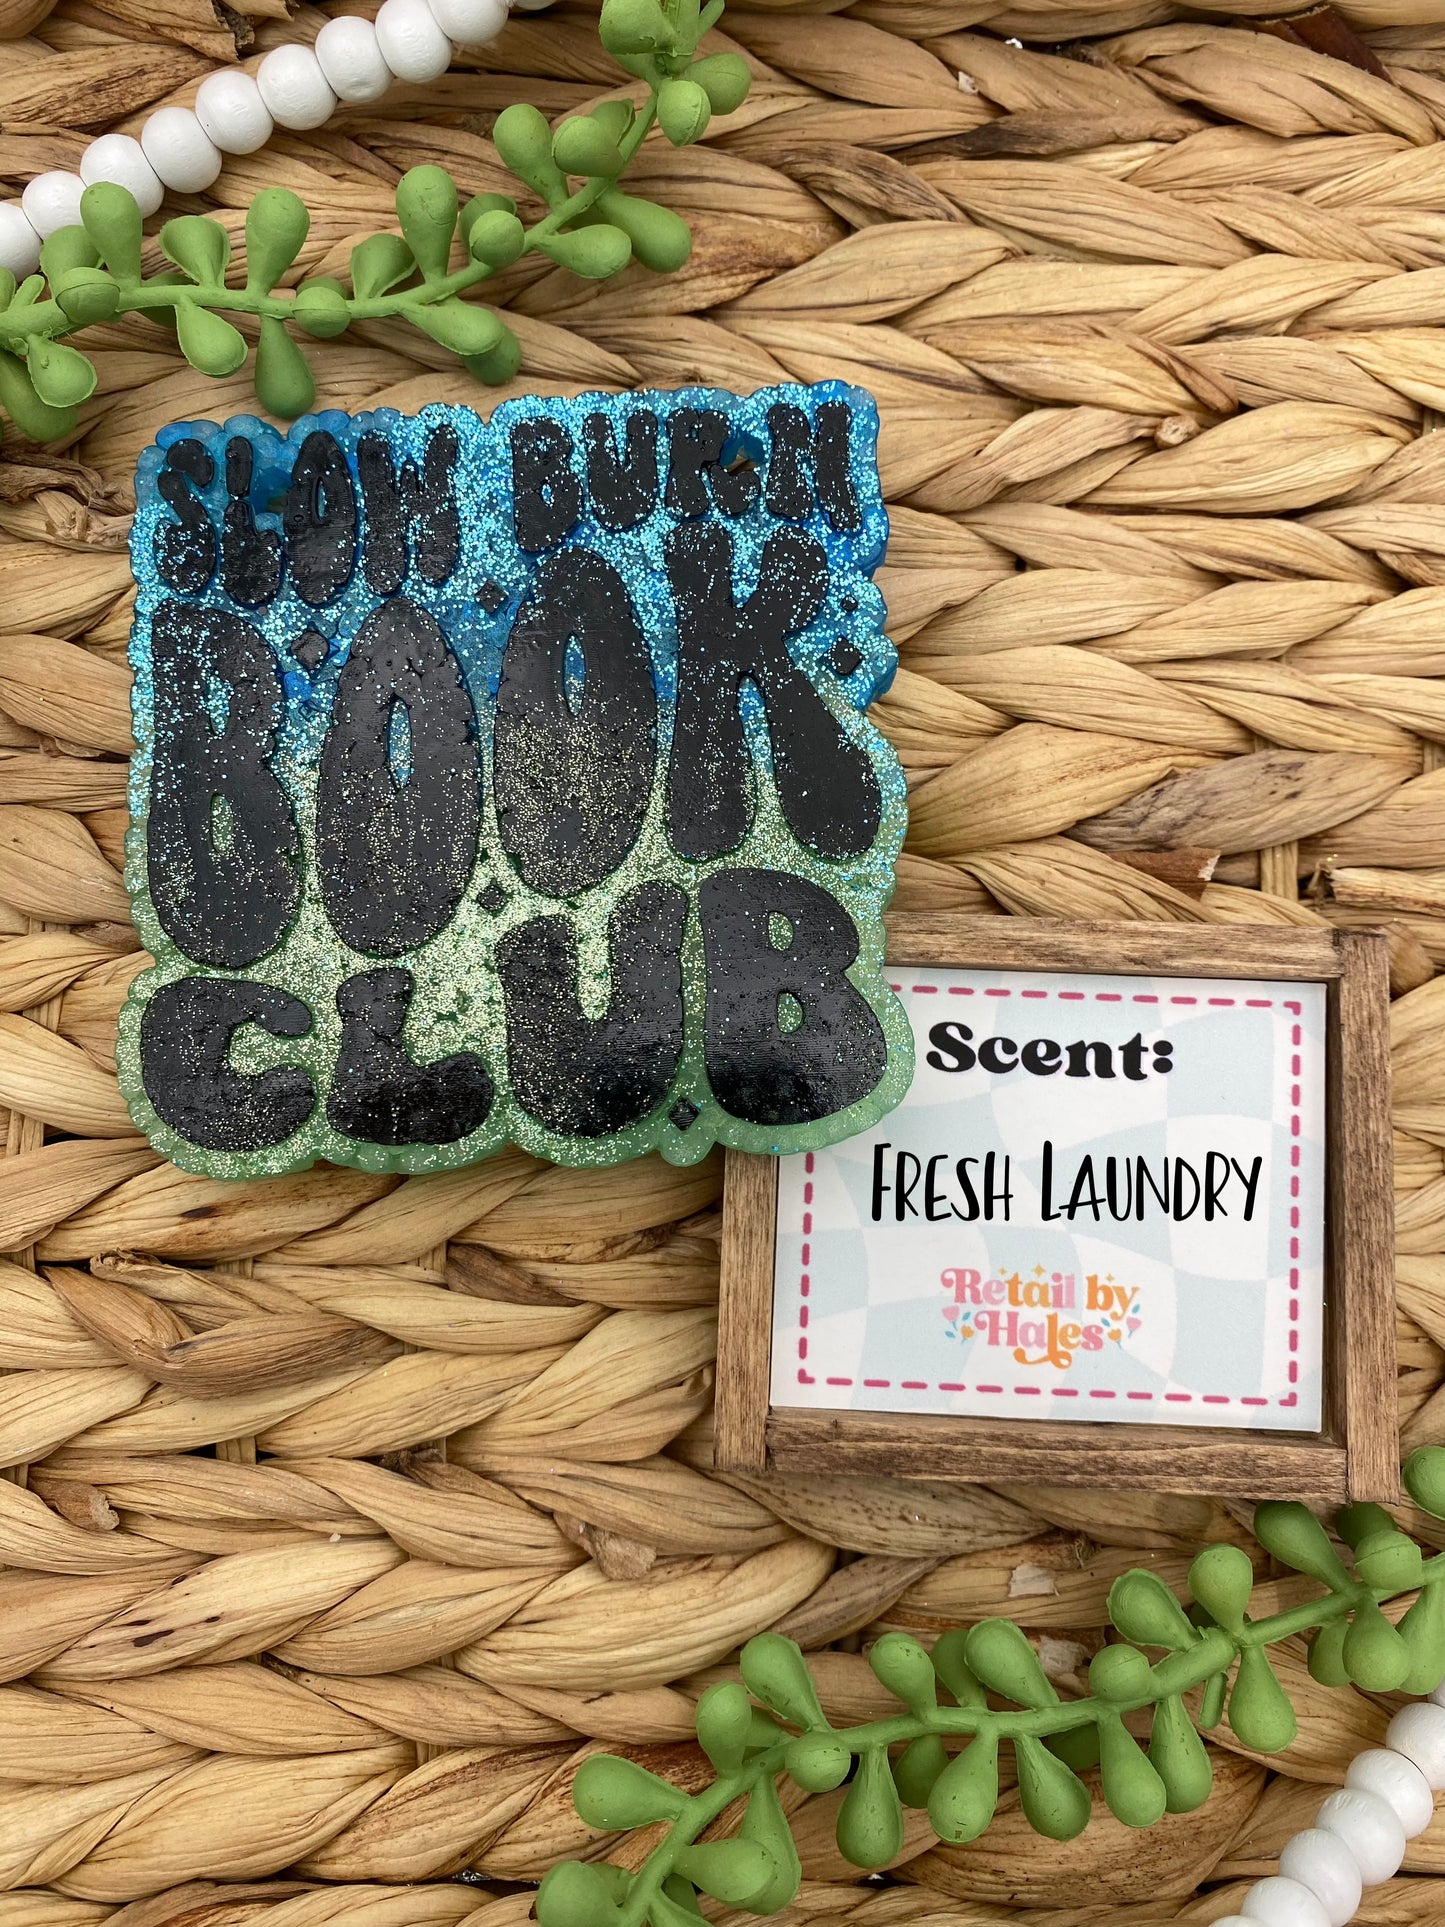 SLOW BURN
BOOK
CLUB
Scent:
FRESH LAUNDRY
Retail by
Hales